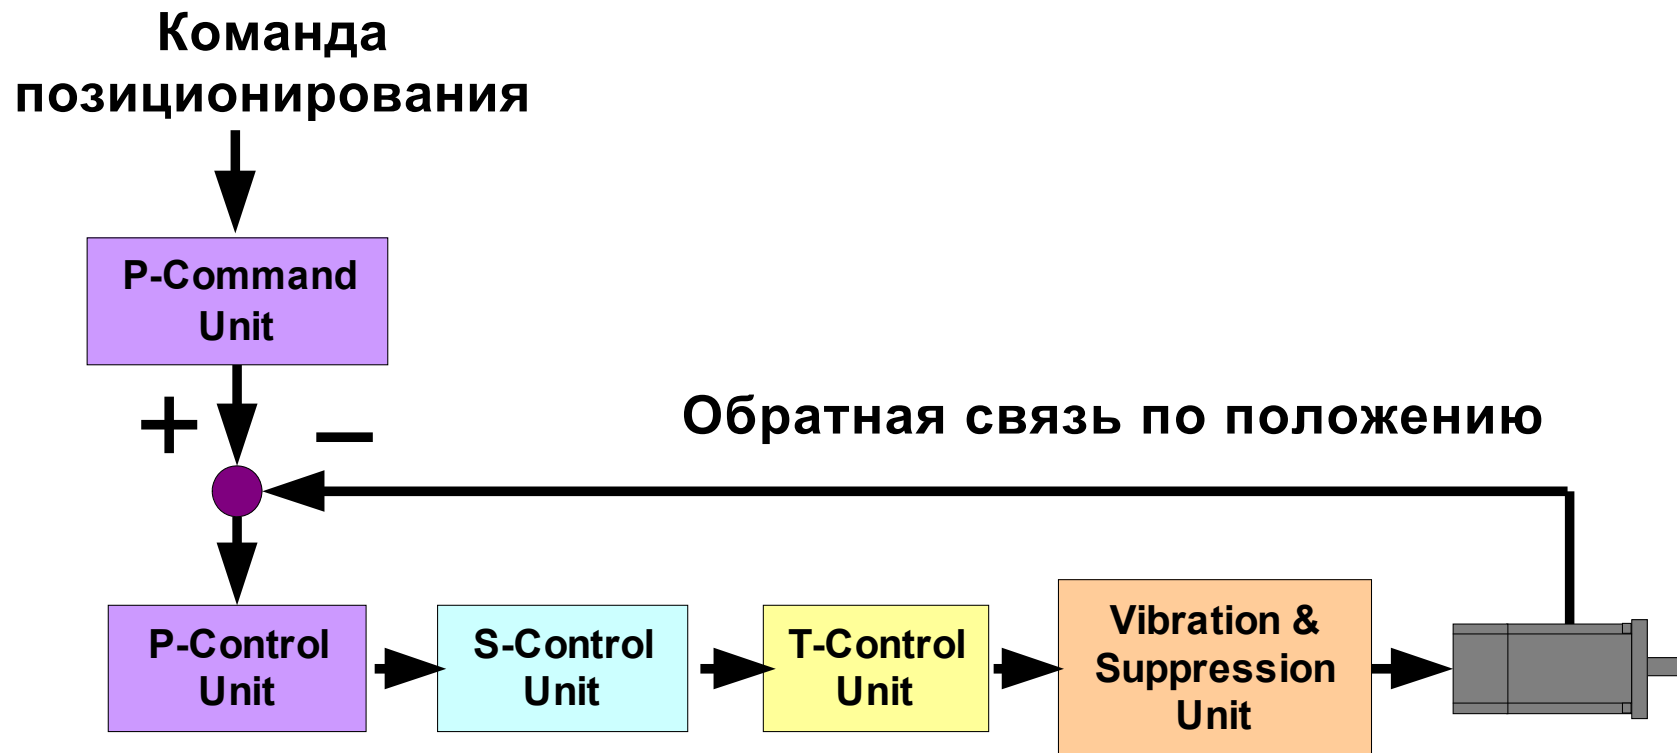 Команда
позиционирования
P-Command
Unit
+ –
Обратная связь по положению
P-Control
Unit
S-Control
Unit
T-Control
Unit
Vibration &
Suppression
Unit